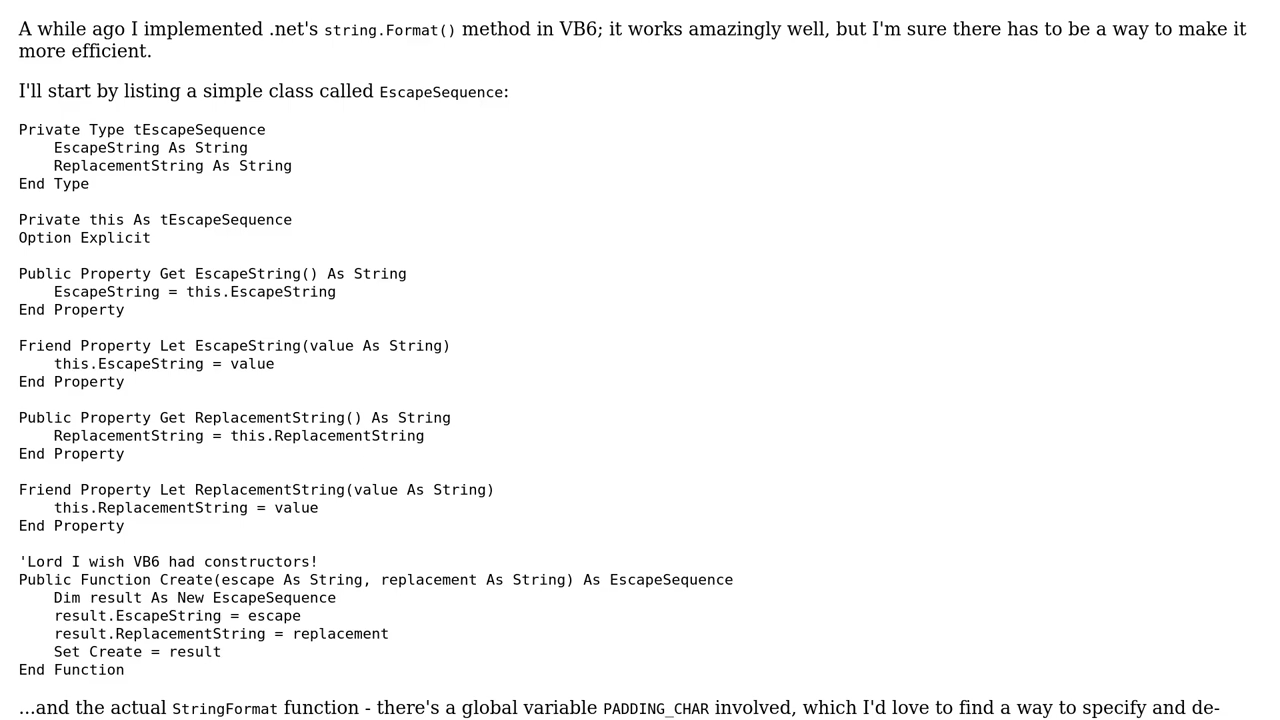 A while ago I implemented .net's string.Format() method in VB6; it works amazingly well, but I'm sure there has to be a way to make it
more efficient.
I'll start by listing a simple class called EscapeSequence:
Private Type tEscapeSequence
    EscapeString As String
    ReplacementString As String
End Type
Private this As tEscapeSequence
Option Explicit
Public Property Get EscapeString() As String
    EscapeString = this.EscapeString
End Property
Friend Property Let EscapeString(value As String)
    this.EscapeString = value
End Property
Public Property Get ReplacementString() As String
    ReplacementString = this.ReplacementString
End Property
Friend Property Let ReplacementString(value As String)
    this.ReplacementString = value
End Property
'Lord I wish VB6 had constructors!
Public Function Create(escape As String, replacement As String) As EscapeSequence
    Dim result As New EscapeSequence
    result.EscapeString = escape
    result.ReplacementString = replacement
    Set Create = result
End Function
...and the actual StringFormat function - there's a global variable PADDING_CHAR involved, which I'd love to find a way to specify and de-